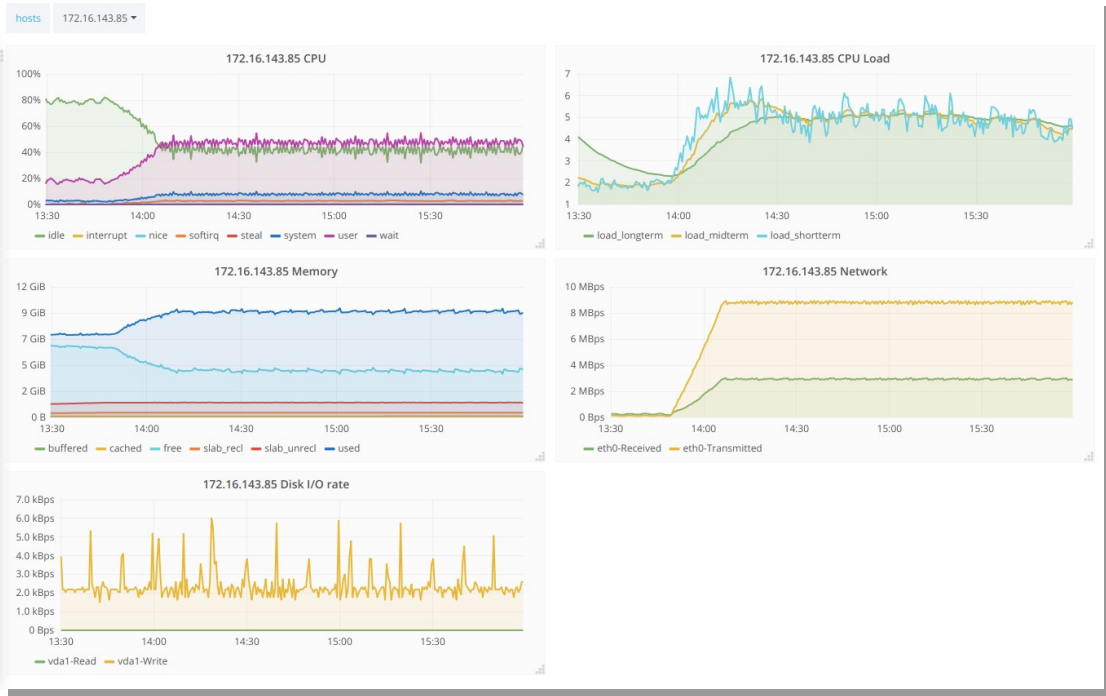 hosts 172.16.143.85
172.16.143.85 CPU
100%
80%
60%
40%
20%
0%
13:30 14:00 14:30 15:00 15:30
idle interrupt nice softirq steal system user wait
172.16.143.85 CPU Load
7
6
5
4
3
2
1
13:30 14:00 14:30 15:00 15:30
load_longterm load_midterm load_shortterm
172.16.143.85 Memory
12 GiB
9 GiB
7 GiB
5 GiB
2 GiB
0 B
13:30 14:00 14:30 15:00 15:30
buffered cached free slab_recl slab_unrecl used
172.16.143.85 Network
10 MBps
8 MBps
6 MBps
4 MBps
2 MBps
0 Bps
13:30 14:00 14:30 15:00 15:30
eth0-Received eth0-Transmitted
172.16.143.85 Disk I/O rate
7.0 kBps
6.0 kBps
5.0 kBps
4.0 kBps
3.0 kBps
2.0 kBps
1.0 kBps
0 Bps
13:30 14:00 14:30 15:00 15:30
vda1-Read vda1-Write